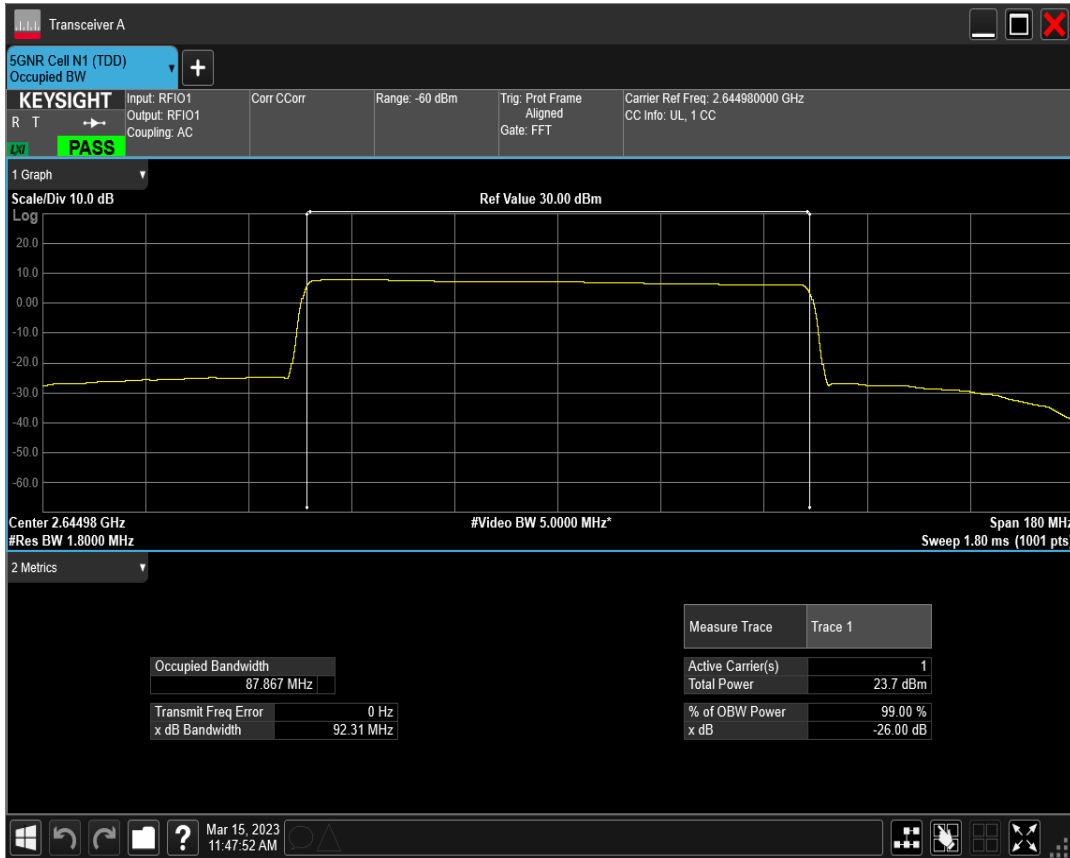 Transceiver A
5GNR Cell N1 (TDD)
Occupied BW
KEYSIGHT
R T
LXI
PASS
Input: RFIO1
Output: RFIO1
Coupling: AC
Corr CCorr
Range: -60 dBm
Trig: Prot Frame
Aligned
Gate: FFT
Carrier Ref Freq: 2.644980000 GHz
CC Info: UL, 1 CC
1 Graph
Scale/Div 10.0 dB
Ref Value 30.00 dBm
Log
20.0
10.0
0.00
-10.0
-20.0
-30.0
-40.0
-50.0
-60.0
Center 2.64498 GHz
#Video BW 5.0000 MHz*
Span 180 MHz
#Res BW 1.8000 MHz
Sweep 1.80 ms (1001 pts)
2 Metrics
Measure Trace
Trace 1
Occupied Bandwidth
87.867 MHz
Active Carrier(s) 1
Total Power 23.7 dBm
Transmit Freq Error 0 Hz
x dB Bandwidth 92.31 MHz
% of OBW Power 99.00 %
x dB -26.00 dB
?
Mar 15, 2023
11:47:52 AM